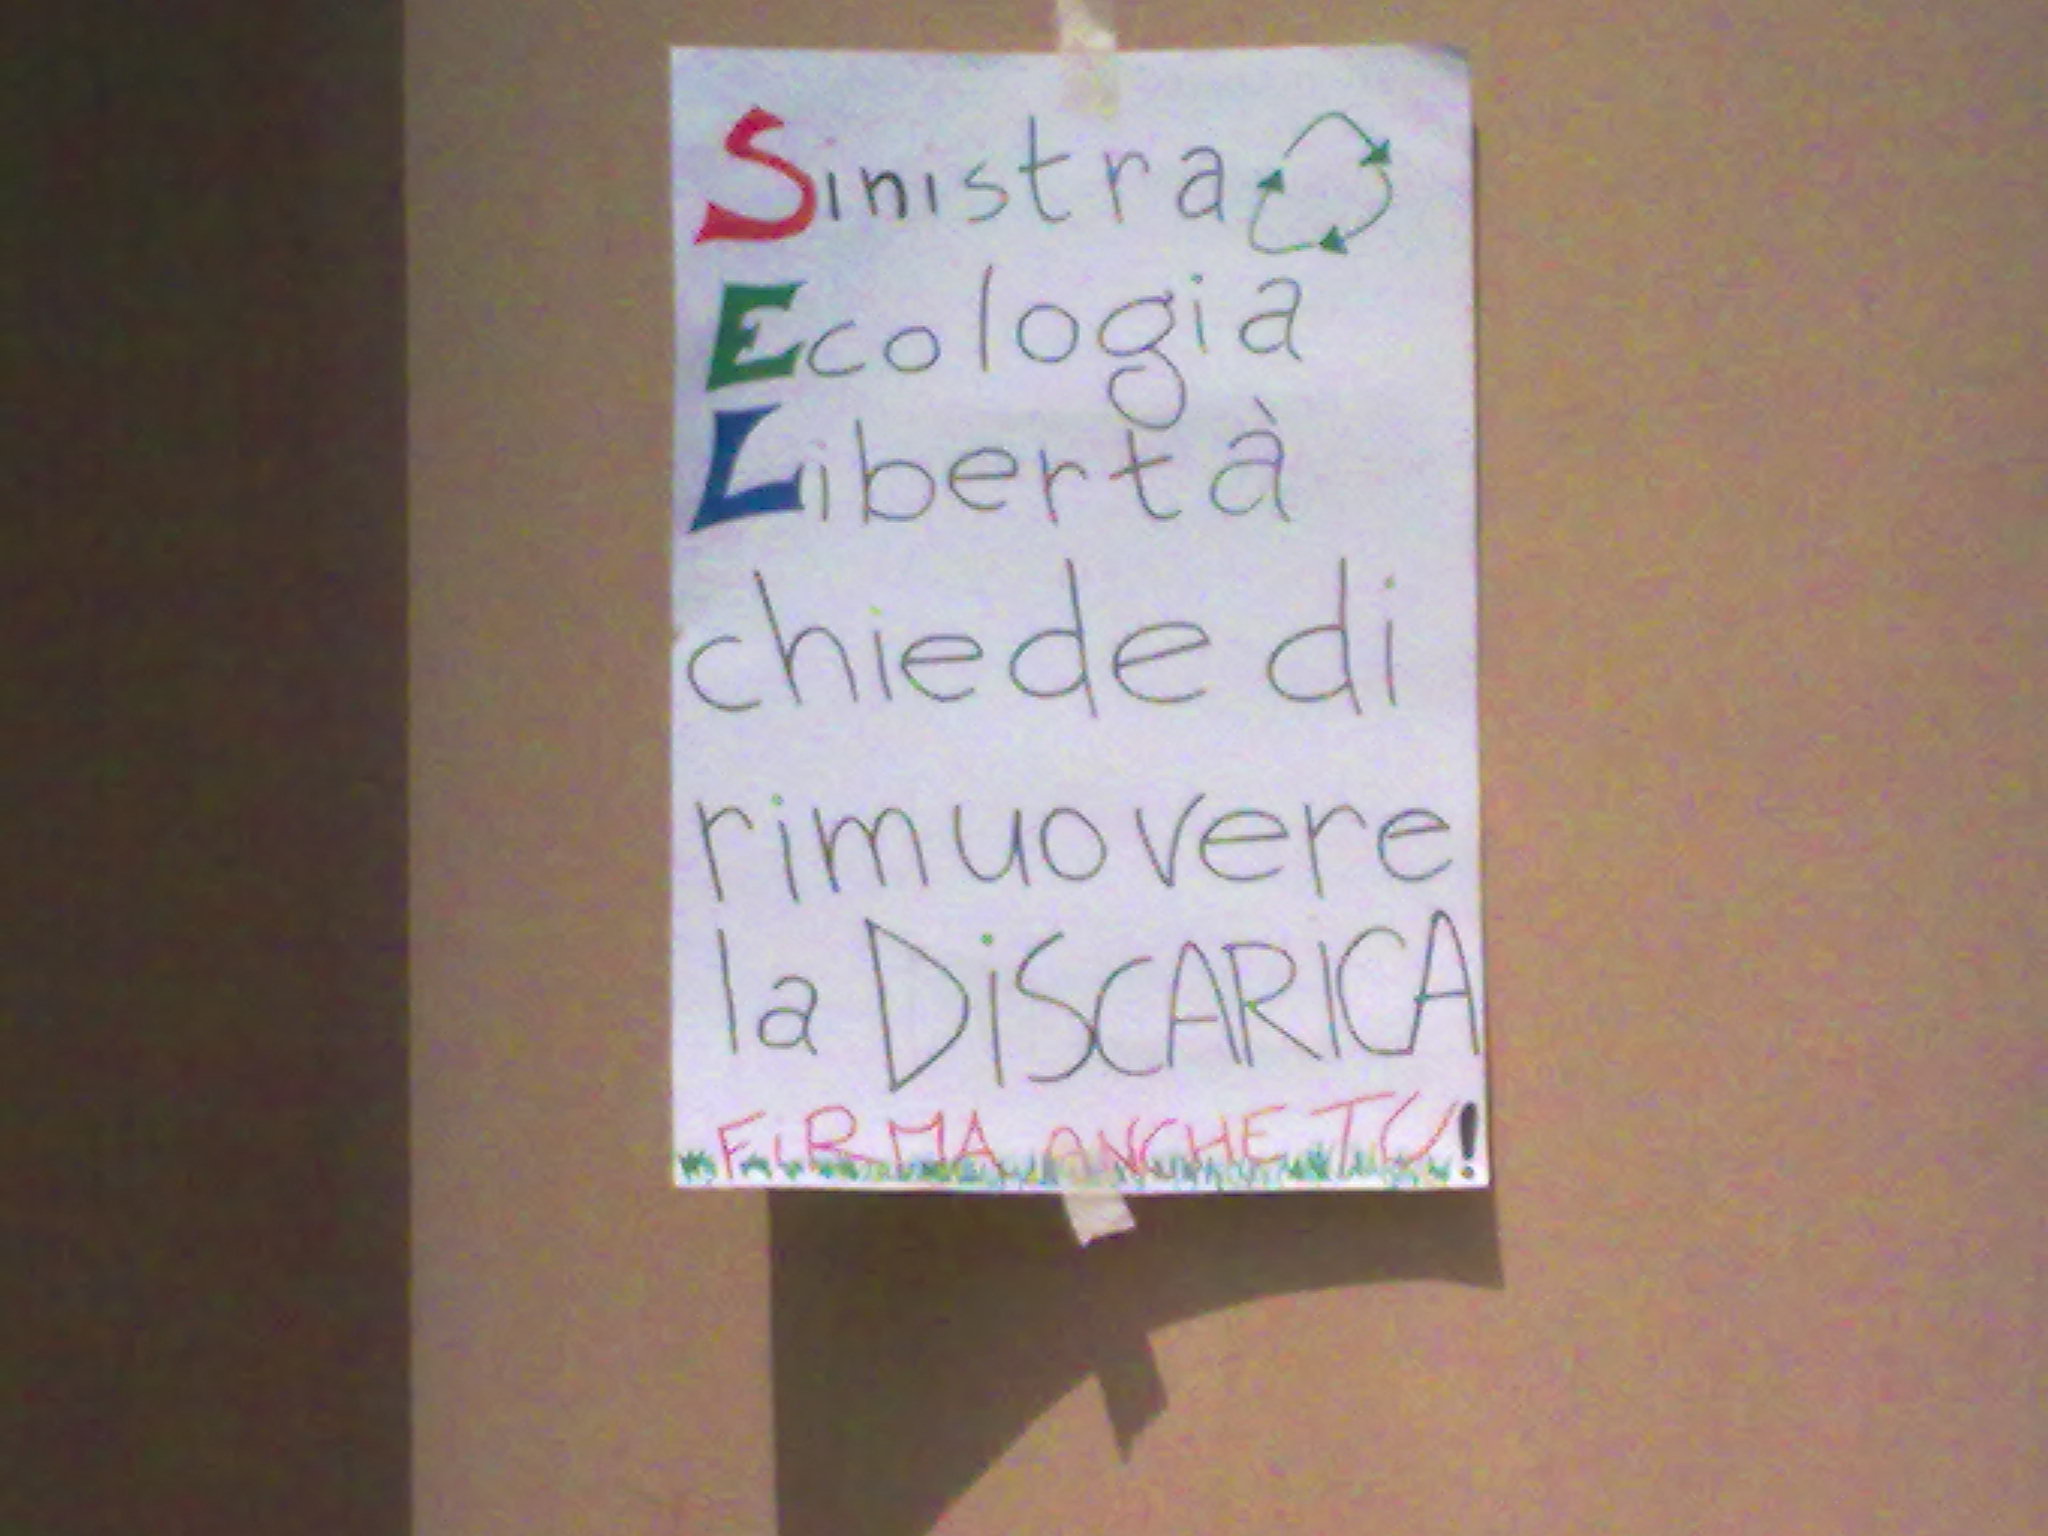 Sinistra
Ecologia
Libertà
chiede di
rimuovere
la DiSCARICA
FiRMA ANCHE TU!